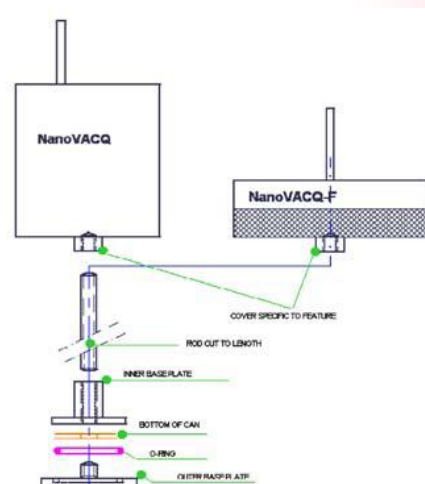 NanoVACQ
NanoVACQ-F
COVER SPECIFIC TO FEATURE
ROD CUT TO LENGTH
INNER BASE PLATE
BOTTOM OF CAN
O-RING
OUTER BASE PLATE